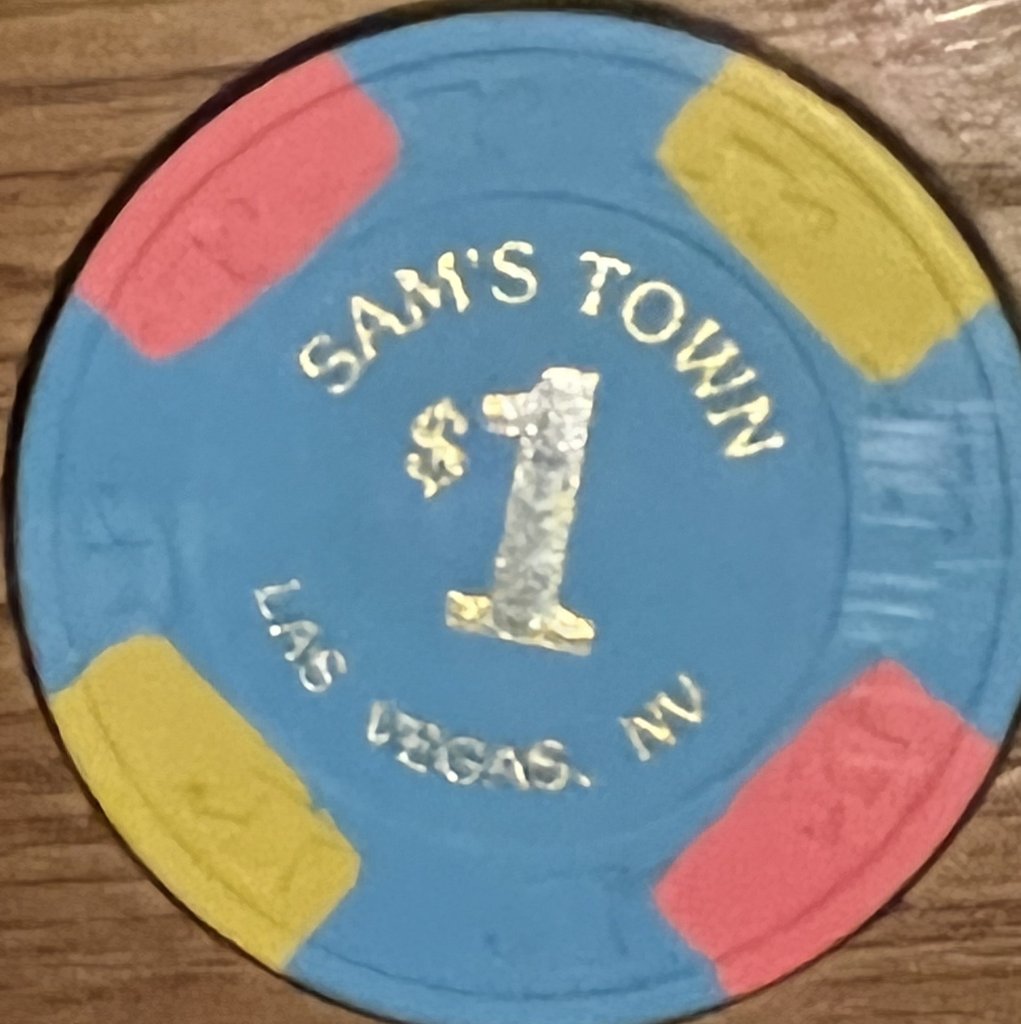 SAM'S TOWN
$1
LAS VEGAS, NV